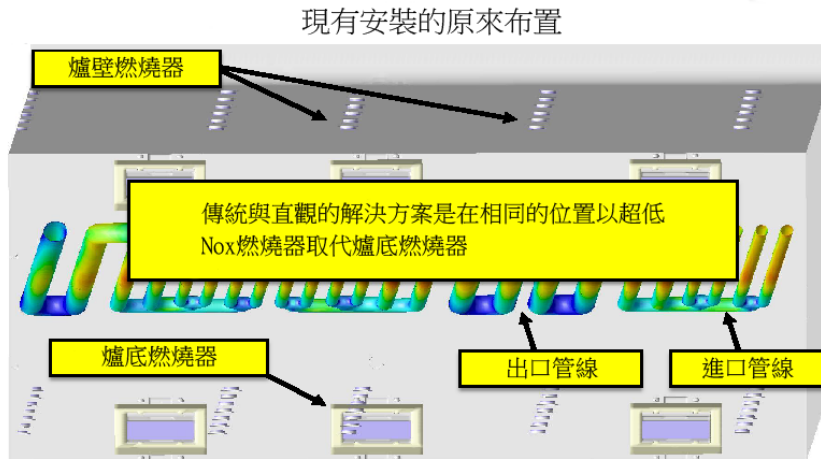 現有安裝的原來布置
爐壁燃燒器
傳統與直觀的解決方案是在相同的位置以超低
Nox燃燒器取代爐底燃燒器
爐底燃燒器
出口管線
進口管線